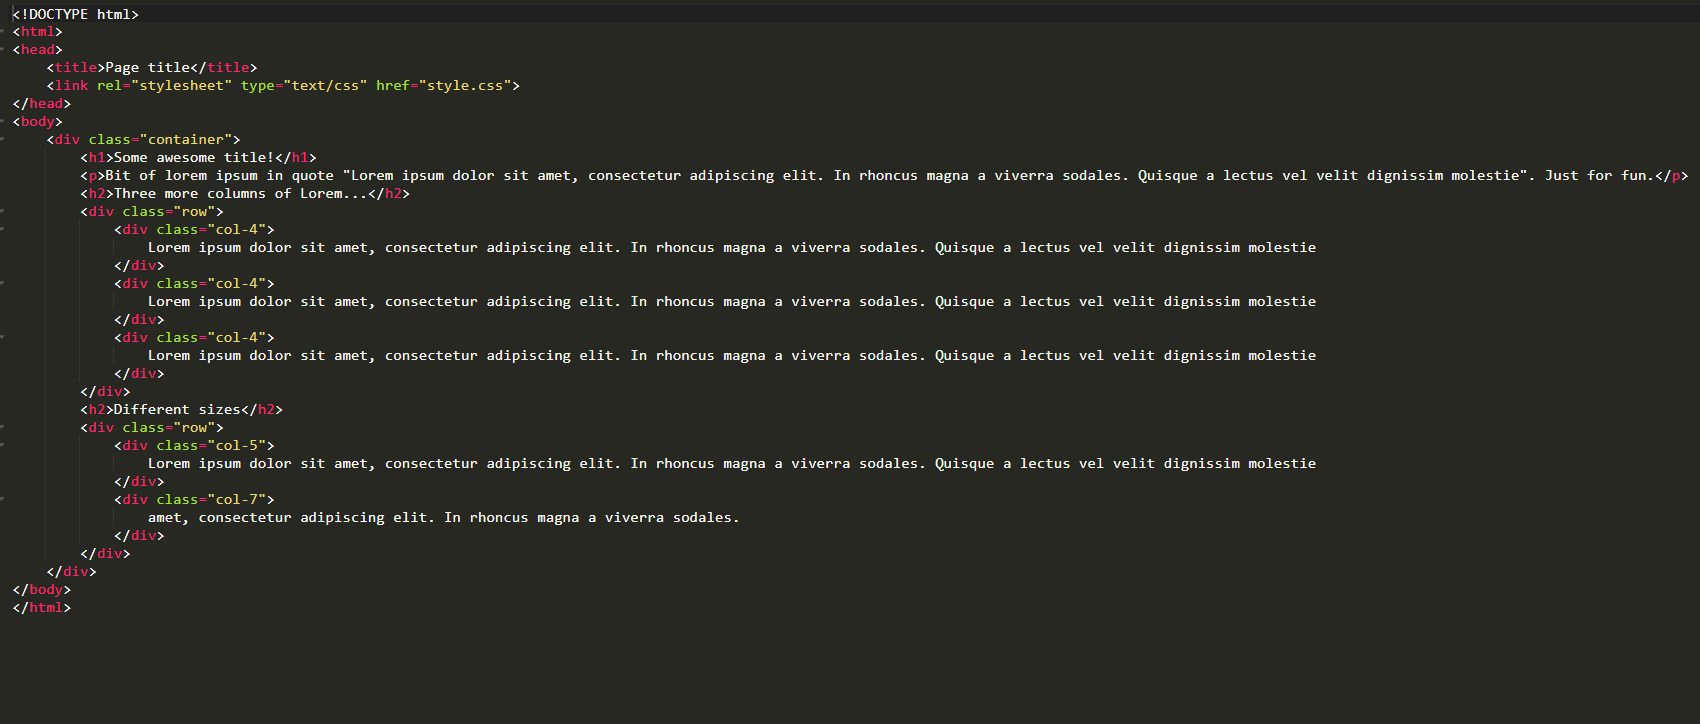 <!DOCTYPE html>
<html>
<head>
    <title>Page title</title>
    <link rel="stylesheet" type="text/css" href="style.css">
</head>
<body>
    <div class="container">
        <h1>Some awesome title!</h1>
        <p>Bit of lorem ipsum in quote "Lorem ipsum dolor sit amet, consectetur adipiscing elit. In rhoncus magna a viverra sodales. Quisque a lectus vel velit dignissim molestie". Just for fun.</p>
        <h2>Three more columns of Lorem...</h2>
        <div class="row">
            <div class="col-4">
                Lorem ipsum dolor sit amet, consectetur adipiscing elit. In rhoncus magna a viverra sodales. Quisque a lectus vel velit dignissim molestie
            </div>
            <div class="col-4">
                Lorem ipsum dolor sit amet, consectetur adipiscing elit. In rhoncus magna a viverra sodales. Quisque a lectus vel velit dignissim molestie
            </div>
            <div class="col-4">
                Lorem ipsum dolor sit amet, consectetur adipiscing elit. In rhoncus magna a viverra sodales. Quisque a lectus vel velit dignissim molestie
            </div>
        </div>
        <h2>Different sizes</h2>
        <div class="row">
            <div class="col-5">
                Lorem ipsum dolor sit amet, consectetur adipiscing elit. In rhoncus magna a viverra sodales. Quisque a lectus vel velit dignissim molestie
            </div>
            <div class="col-7">
                amet, consectetur adipiscing elit. In rhoncus magna a viverra sodales.
            </div>
        </div>
    </div>
</body>
</html>